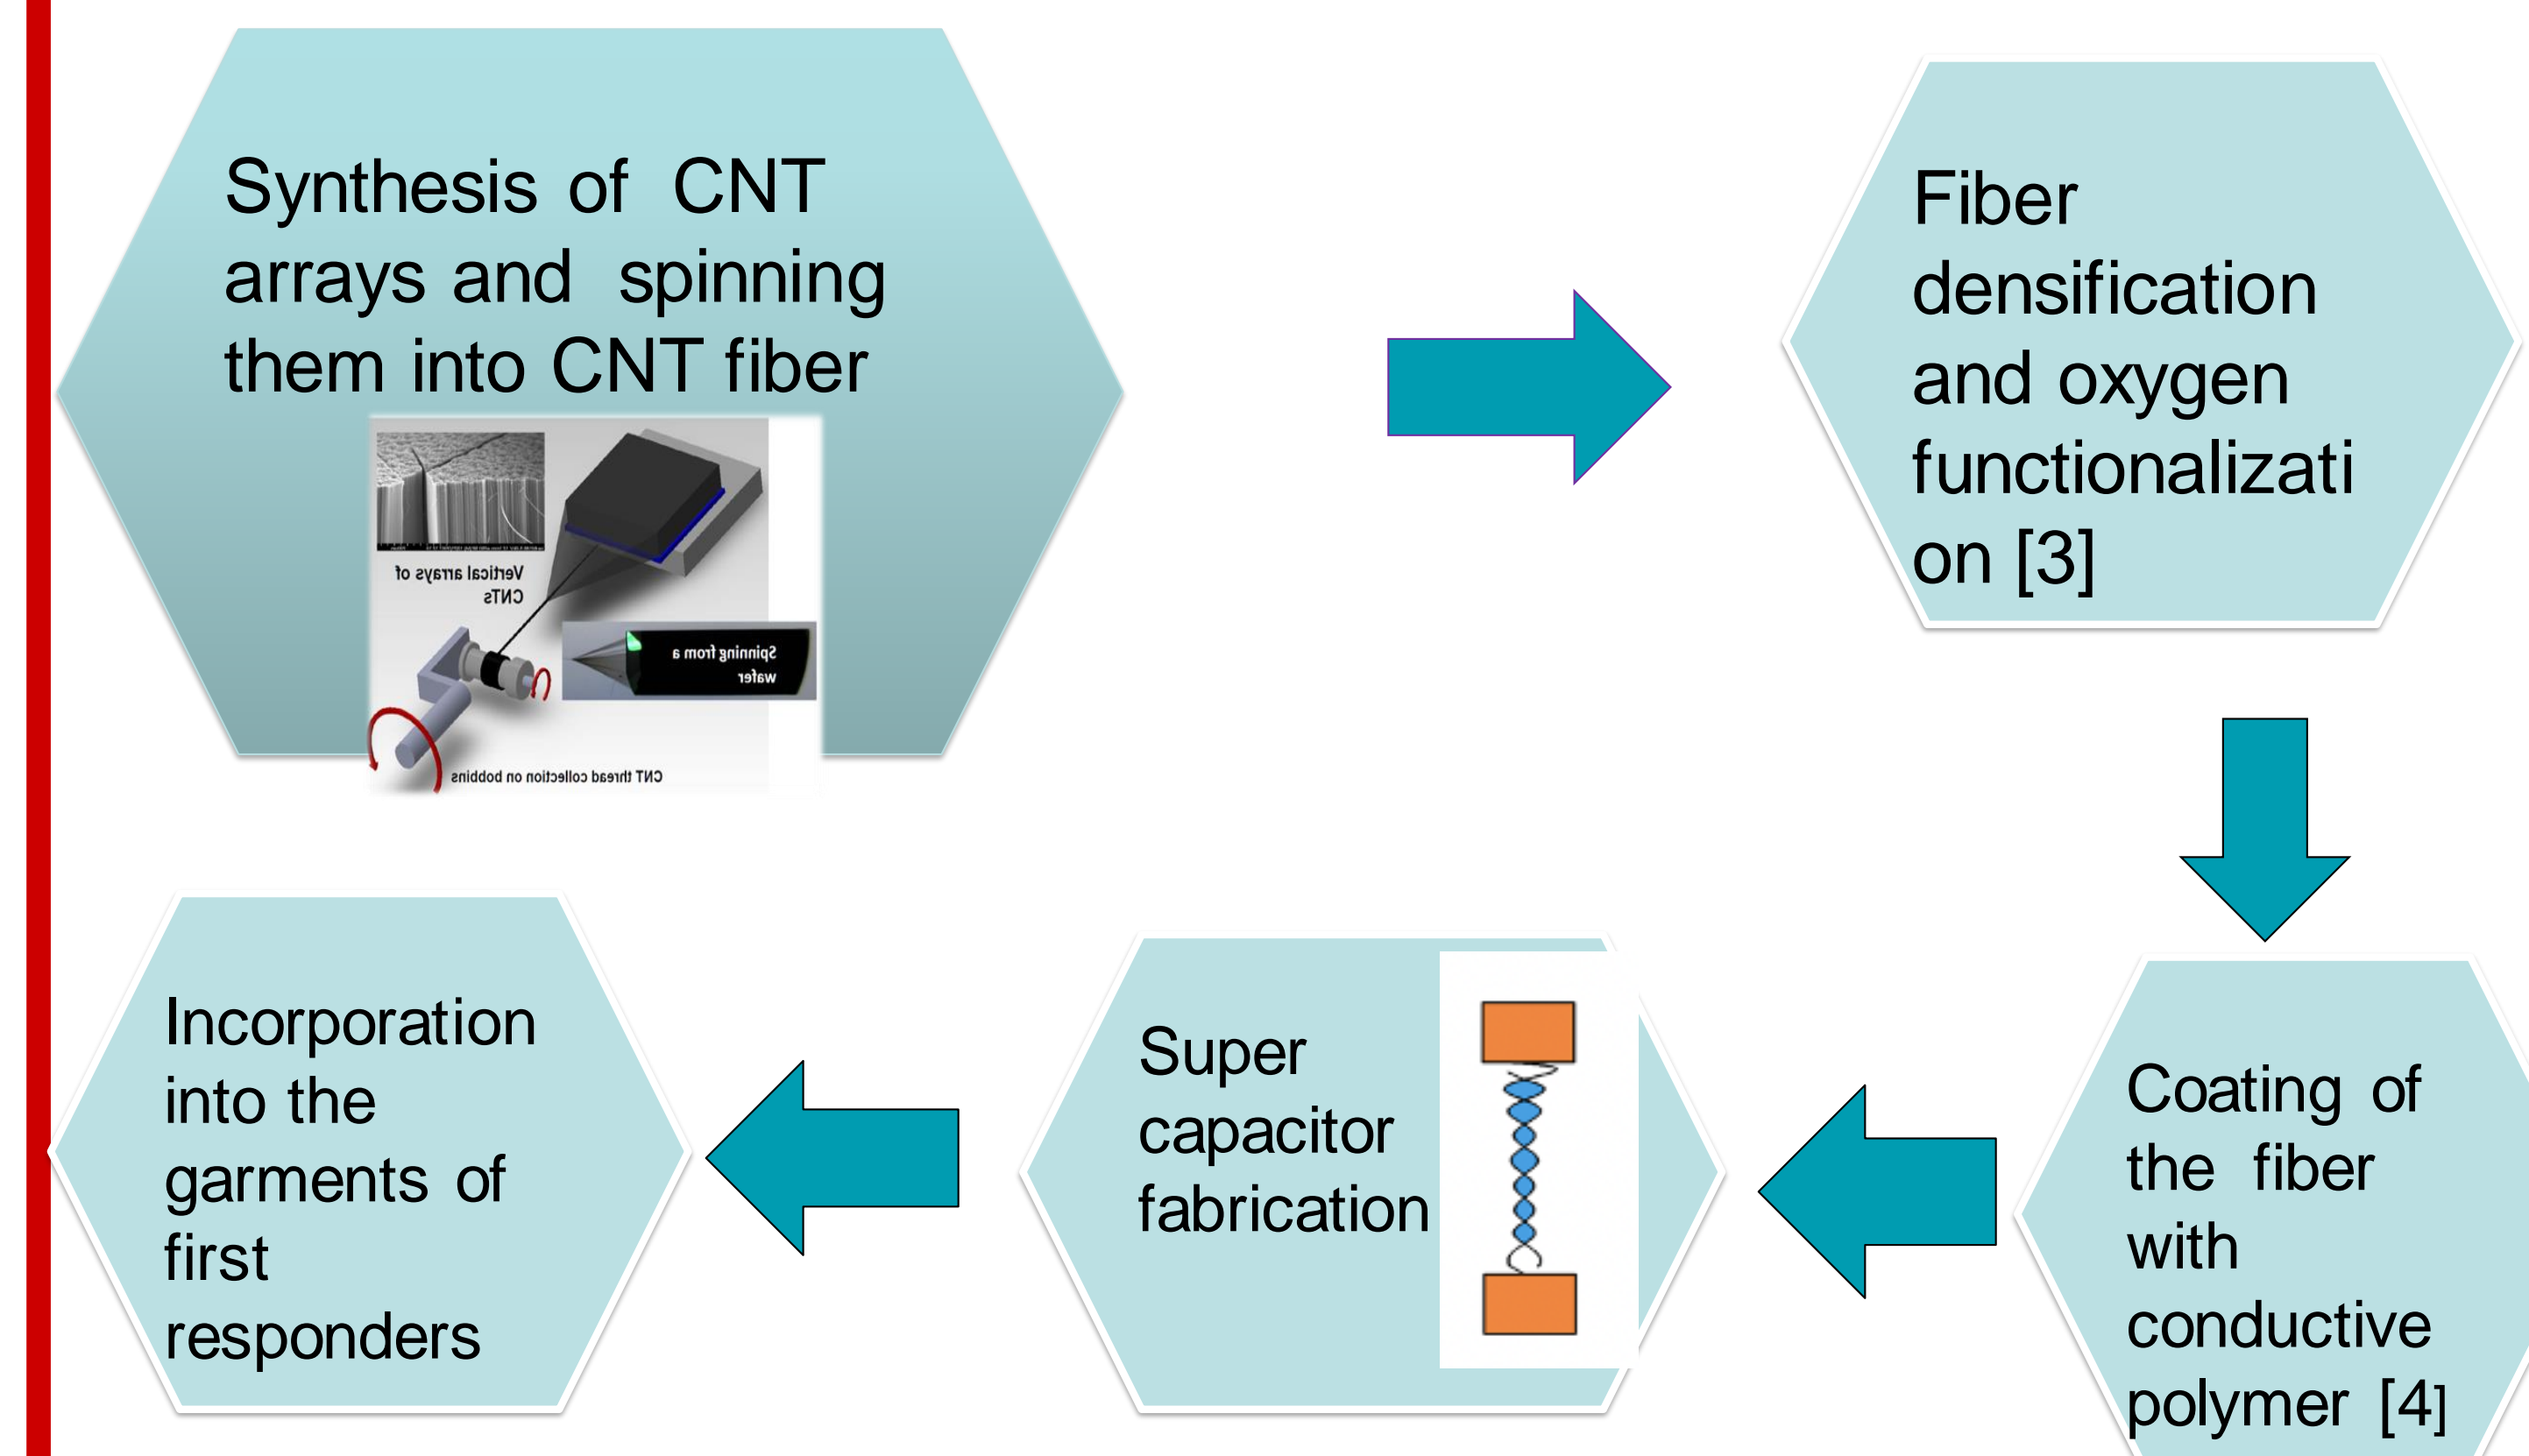 Synthesis of CNT
arrays and spinning
them into CNT fiber
Vertical arrays of
CNTs
Spinning from a
wafer
CNT thread collection on bobbins
Fiber
densification
and oxygen
functionalizati
on [3]
Coating of
the fiber
with
conductive
polymer [4]
Super
capacitor
fabrication
Incorporation
into the
garments of
first
responders